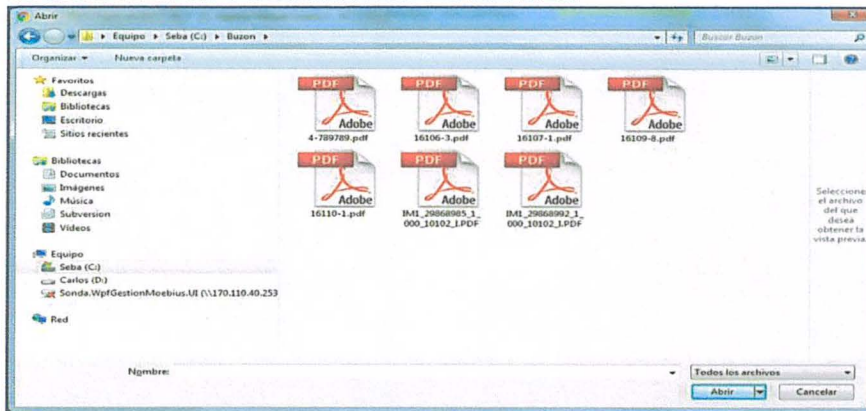 Abrir
Equipo ▸ Seba (C:) ▸ Buzon ▸
Buscar Buzon
Organizar
Nueva carpeta
Favoritos
Descargas
Bibliotecas
Escritorio
Sitios recientes
Bibliotecas
Documentos
Imágenes
Música
Subversion
Vídeos
Equipo
Seba (C:)
Carlos (D:)
Sonda.WpfGestionMoebius.UI (\\170.110.40.253
Red
PDF PDF PDF PDF
Adobe Adobe Adobe Adobe
4-789789.pdf 16106-3.pdf 16107-1.pdf 16109-8.pdf
PDF PDF PDF
Adobe Adobe Adobe
16110-1.pdf IM1_29868985_1_ IM1_29868992_1_
000_10102_I.PDF 000_10102_I.PDF
Seleccione
el archivo
del que
desea
obtener la
vista previa
Nombre:
Todos los archivos
Abrir
Cancelar